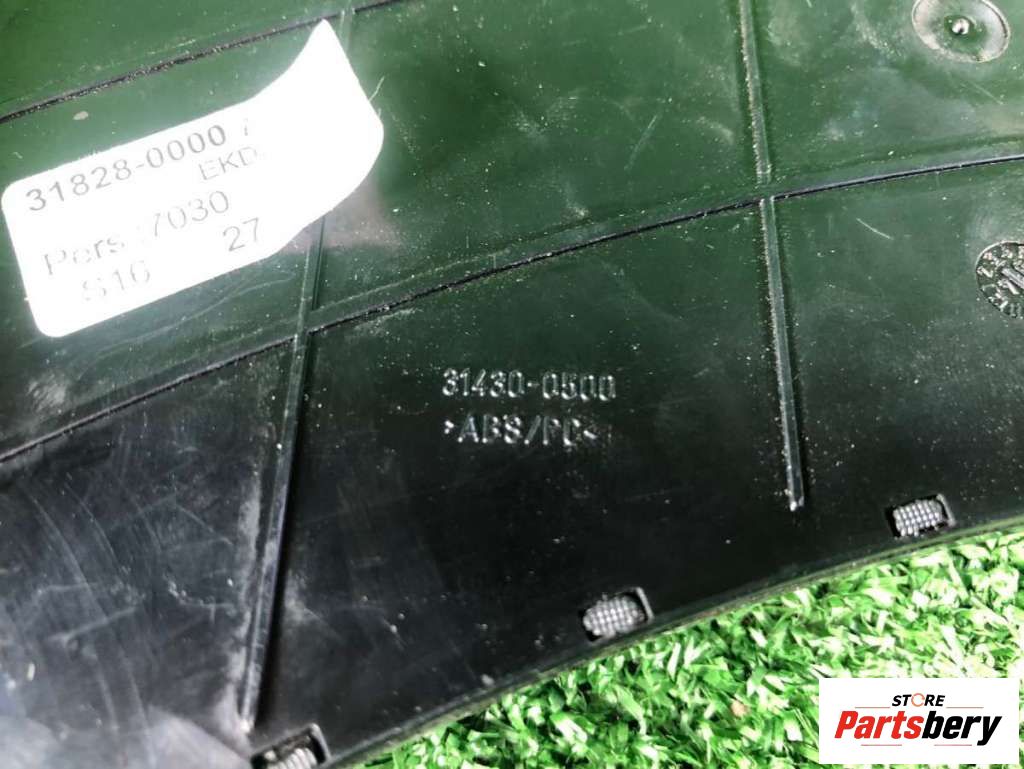 31828-0000
EKD
Pers.:7030
S16 27
31430-0500
>ABS/PC<
STORE
Partsbery